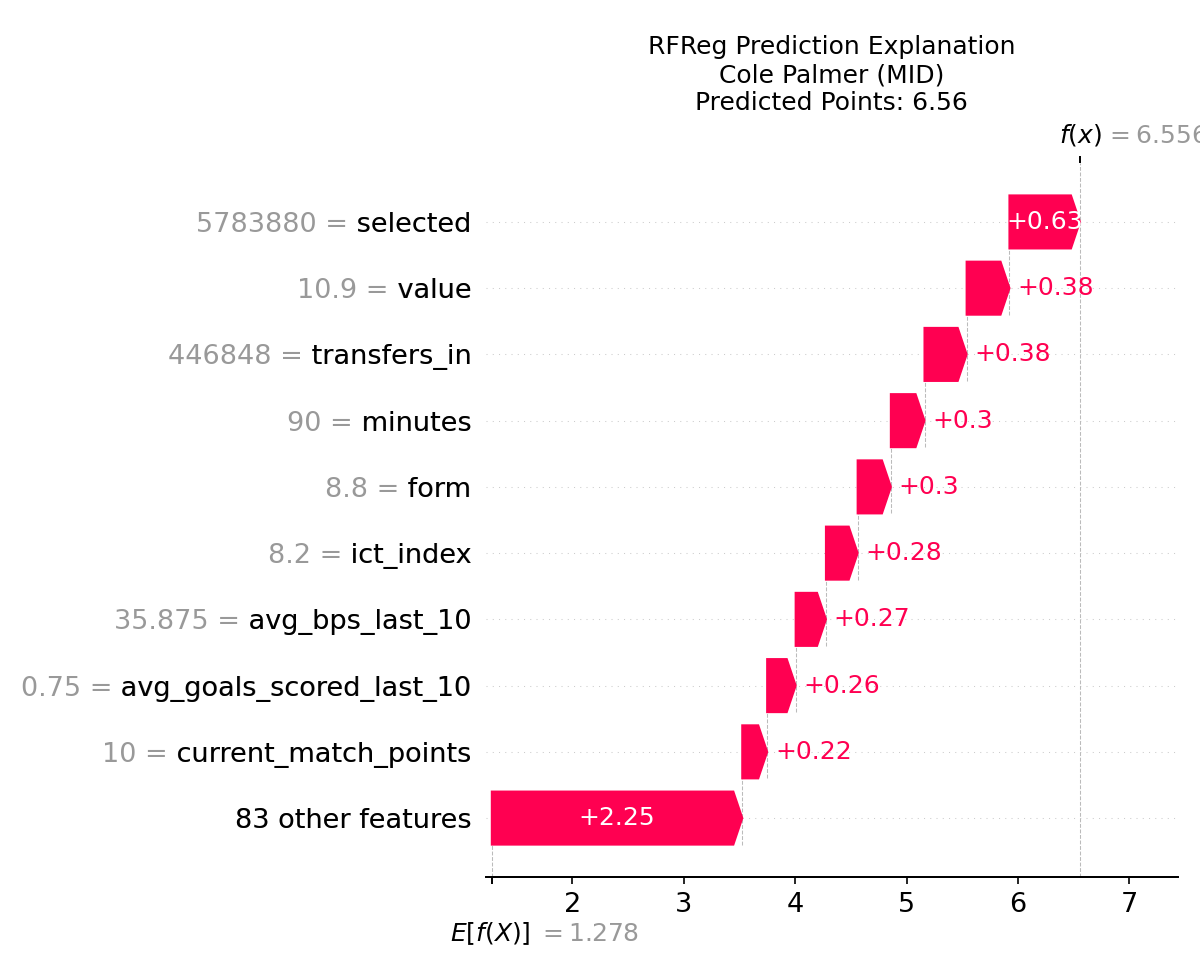 RFReg Prediction Explanation
Cole Palmer (MID)
Predicted Points: 6.56
f(x) = 6.556
5783880 = selected +0.63
10.9 = value +0.38
446848 = transfers_in +0.38
90 = minutes +0.3
8.8 = form +0.3
8.2 = ict_index +0.28
35.875 = avg_bps_last_10 +0.27
0.75 = avg_goals_scored_last_10 +0.26
10 = current_match_points +0.22
83 other features +2.25
2 3 4 5 6 7
E[f(X)] = 1.278